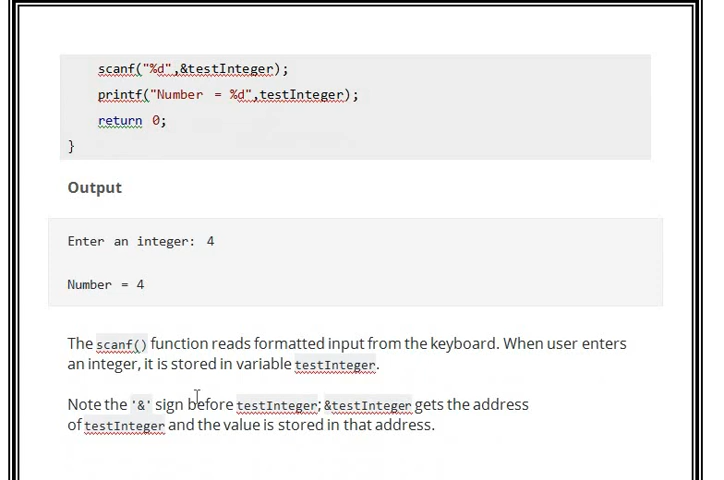 scanf("%d",&testInteger);
printf("Number = %d",testInteger);
return 0;
}
Output
Enter an integer: 4
Number = 4
The scanf() function reads formatted input from the keyboard. When user enters
an integer, it is stored in variable testInteger.
Note the '&' sign before testInteger; &testInteger gets the address
of testInteger and the value is stored in that address.